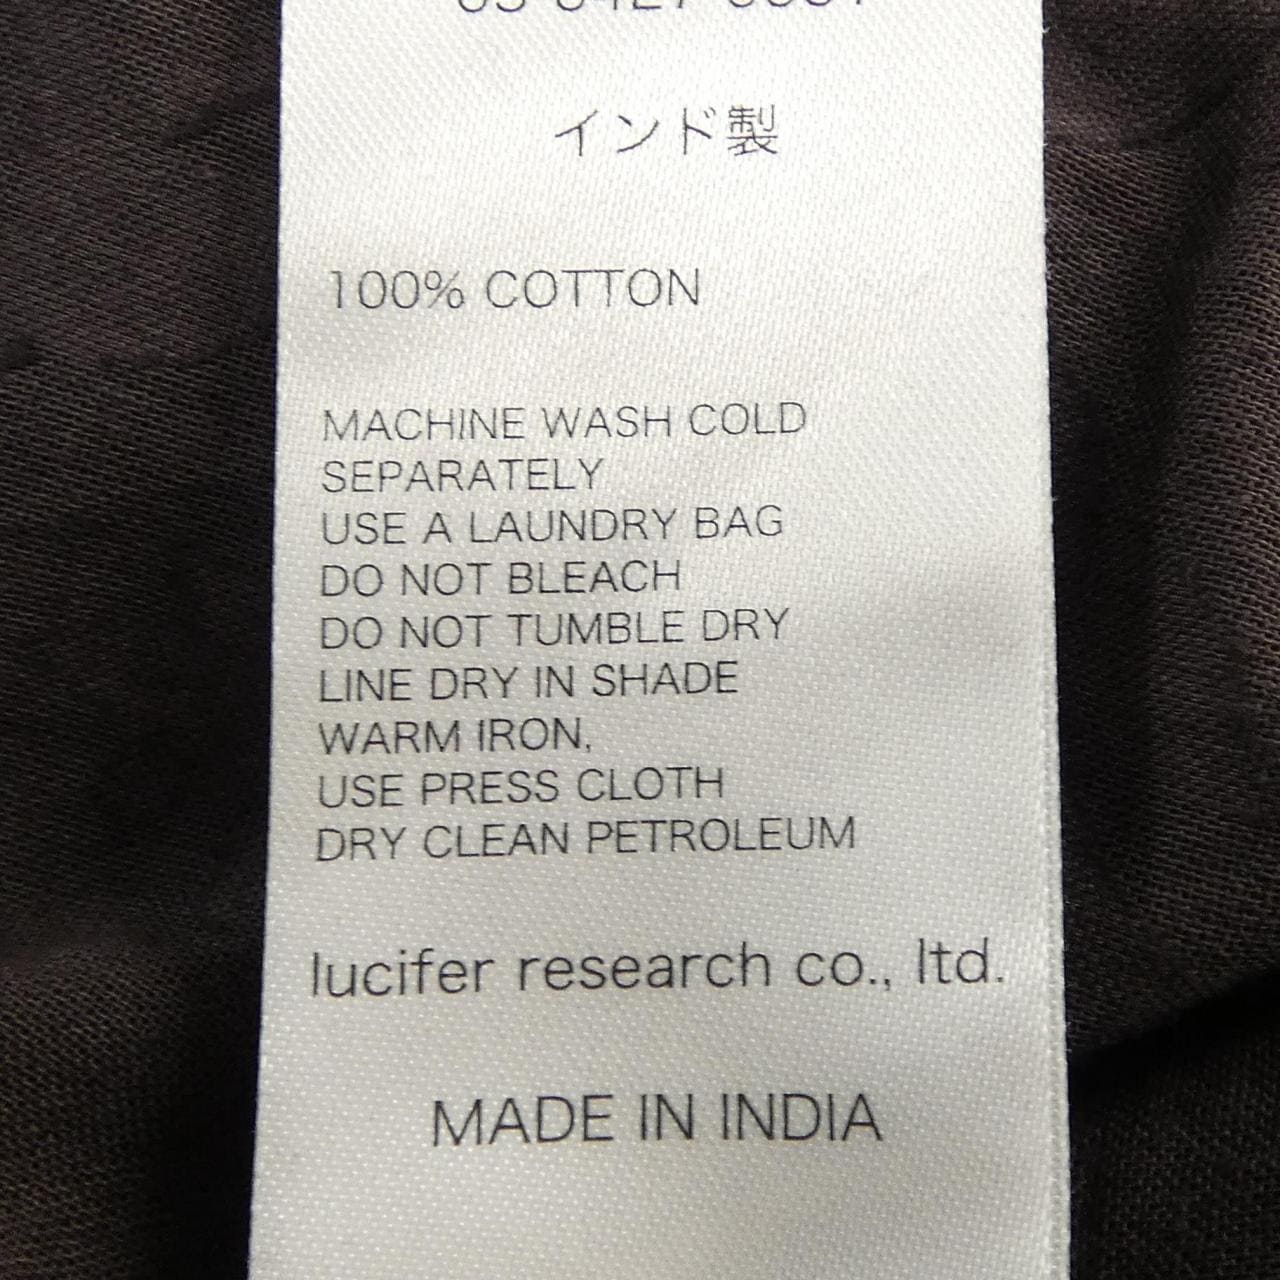 インド製
100% COTTON
MACHINE WASH COLD
SEPARATELY
USE A LAUNDRY BAG
DO NOT BLEACH
DO NOT TUMBLE DRY
LINE DRY IN SHADE
WARM IRON,
USE PRESS CLOTH
DRY CLEAN PETROLEUM
lucifer research co., ltd.
MADE IN INDIA